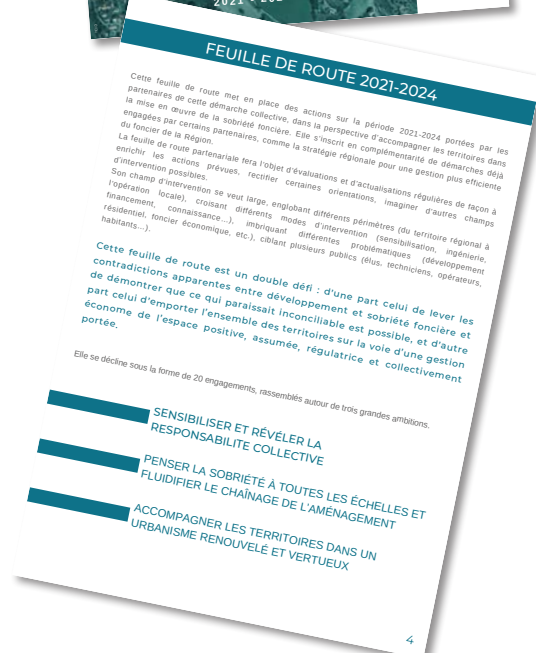 2021 - 202
FEUILLE DE ROUTE 2021-2024
Cette feuille de route met en place des actions sur la période 2021-2024 portées par les
partenaires de cette démarche collective, dans la perspective d'accompagner les territoires dans
la mise en œuvre de la sobriété foncière. Elle s'inscrit en complémentarité de démarches déjà
engagées par certains partenaires, comme la stratégie régionale pour une gestion plus efficiente
du foncier de la Région.
La feuille de route partenariale fera l'objet d'évaluations et d'actualisations régulières de façon à
enrichir les actions prévues, rectifier certaines orientations, imaginer d'autres champs
d'intervention possibles.
Son champ d'intervention se veut large, englobant différents périmètres (du territoire régional à
l'opération locale), croisant différents modes d'intervention (sensibilisation, ingénierie,
financement, connaissance...), imbriquant différentes problématiques (développement
résidentiel, foncier économique, etc.), ciblant plusieurs publics (élus, techniciens, opérateurs,
habitants...).
Cette feuille de route est un double défi : d'une part celui de lever les
contradictions apparentes entre développement et sobriété foncière et
de démontrer que ce qui paraissait inconciliable est possible, et d'autre
part celui d'emporter l'ensemble des territoires sur la voie d'une gestion
économe de l'espace positive, assumée, régulatrice et collectivement
portée.
Elle se décline sous la forme de 20 engagements, rassemblés autour de trois grandes ambitions.
SENSIBILISER ET RÉVÉLER LA
RESPONSABILITE COLLECTIVE
PENSER LA SOBRIÉTÉ À TOUTES LES ÉCHELLES ET
FLUIDIFIER LE CHAÎNAGE DE L'AMÉNAGEMENT
ACCOMPAGNER LES TERRITOIRES DANS UN
URBANISME RENOUVELÉ ET VERTUEUX
4